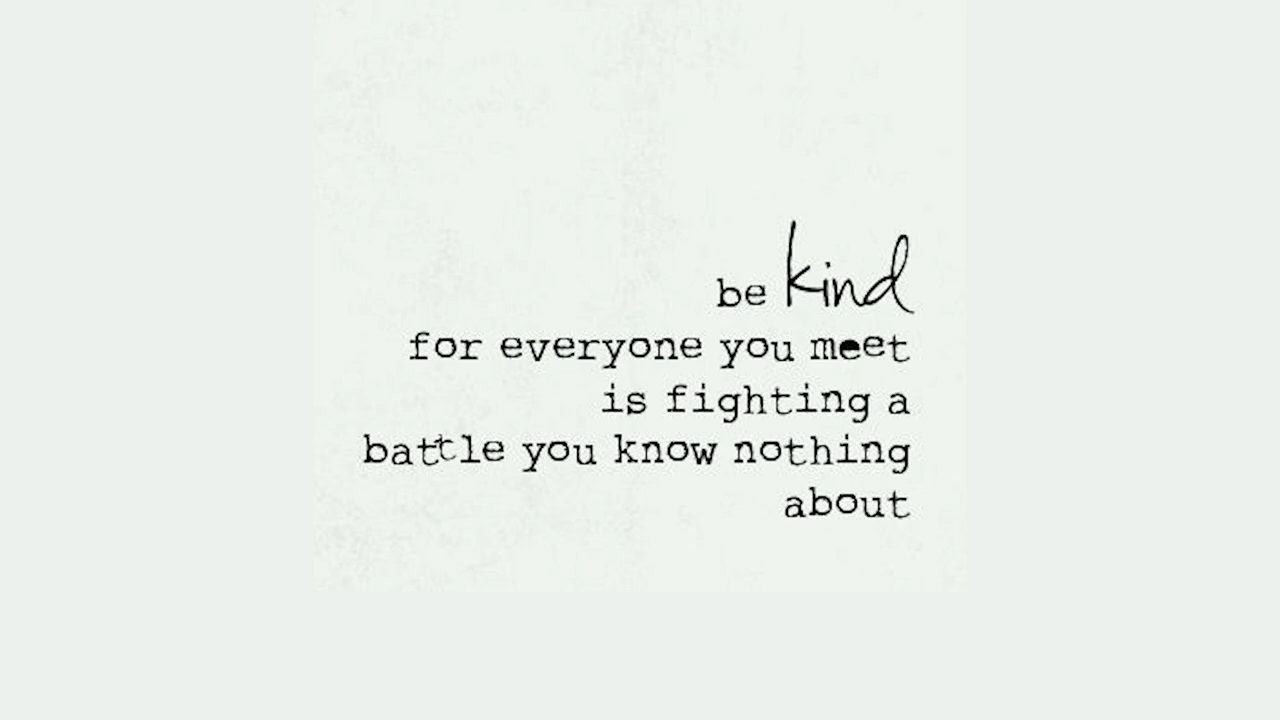 be kind
for everyone you meet
is fighting a
battle you know nothing
about